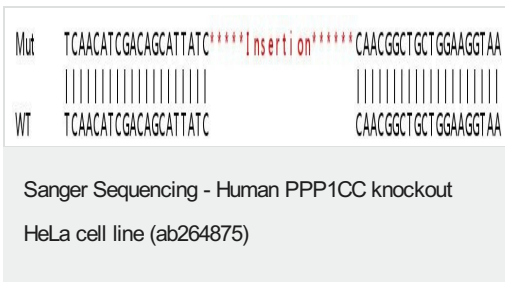 Mut TCAACATCGACAGCATTATC*****Insertion******CAACGGCTGCTGGAAGGTAA
||||||||||||||||||||  ||||||||||||||||||||
WT TCAACATCGACAGCATTATC CAACGGCTGCTGGAAGGTAA
Sanger Sequencing - Human PPP1CC knockout
HeLa cell line (ab264875)